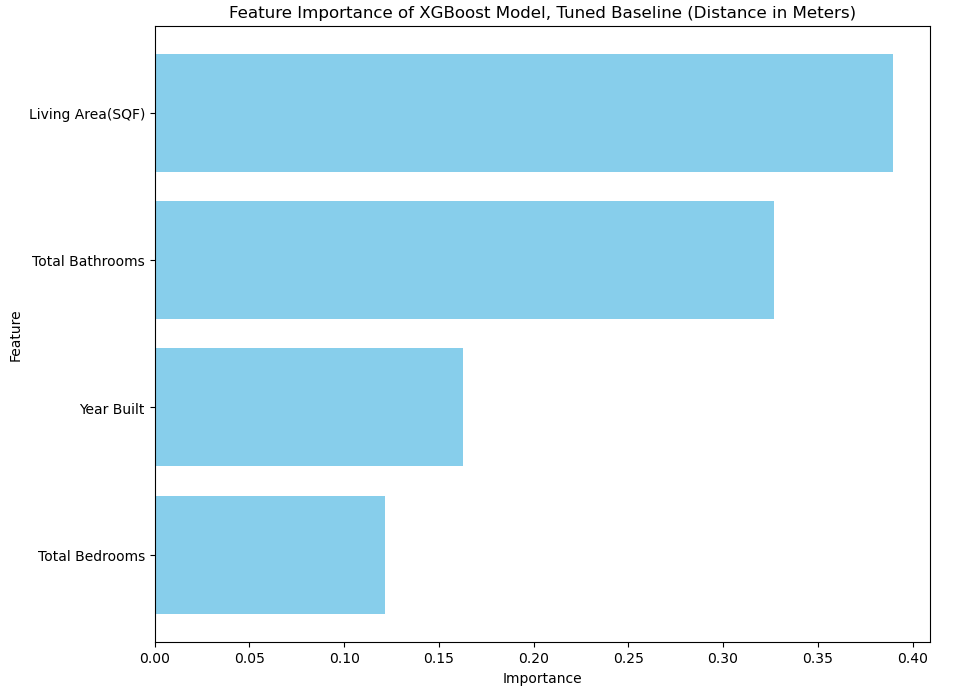 Feature Importance of XGBoost Model, Tuned Baseline (Distance in Meters)
Living Area(SQF)
Total Bathrooms
Year Built
Total Bedrooms
Feature
0.00 0.05 0.10 0.15 0.20 0.25 0.30 0.35 0.40
Importance